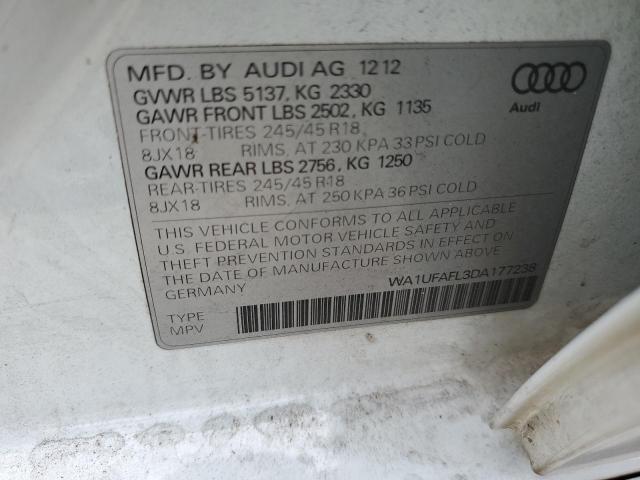 MFD. BY AUDI AG 12 12
GVWR LBS 5137, KG 2330
GAWR FRONT LBS 2502, KG 1135
FRONT-TIRES 245/45 R18
8JX18 RIMS, AT 230 KPA 33 PSI COLD
GAWR REAR LBS 2756, KG 1250
REAR-TIRES 245/45 R18
8JX18 RIMS, AT 250 KPA 36 PSI COLD
THIS VEHICLE CONFORMS TO ALL APPLICABLE
U.S. FEDERAL MOTOR VEHICLE SAFETY AND
THEFT PREVENTION STANDARDS IN EFFECT ON
THE DATE OF MANUFACTURE SHOWN ABOVE
GERMANY
WA1UFAFL3DA177238
TYPE
MPV
Audi